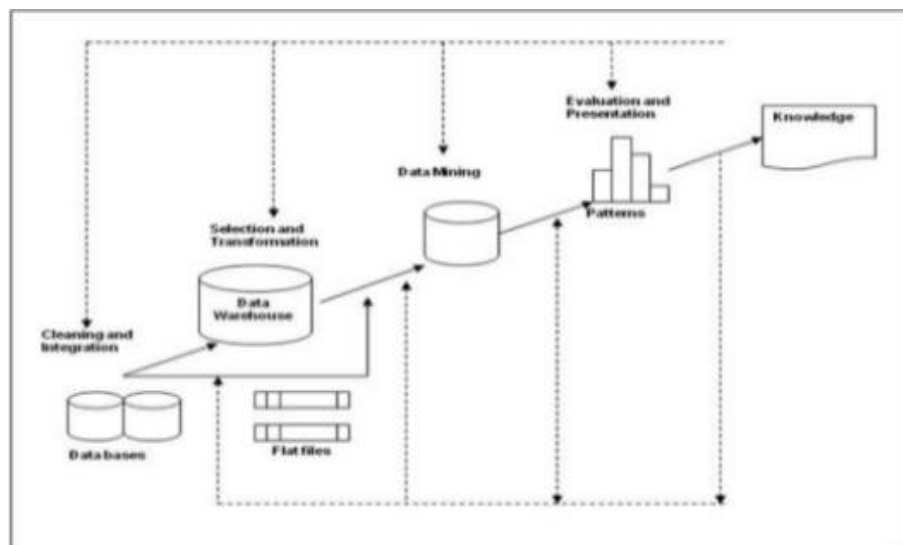 Evaluation and
Presentation
Knowledge
Data Mining
Patterns
Selection and
Transformation
Data
Warehouse
Cleaning and
Integration
Flat files
Data bases